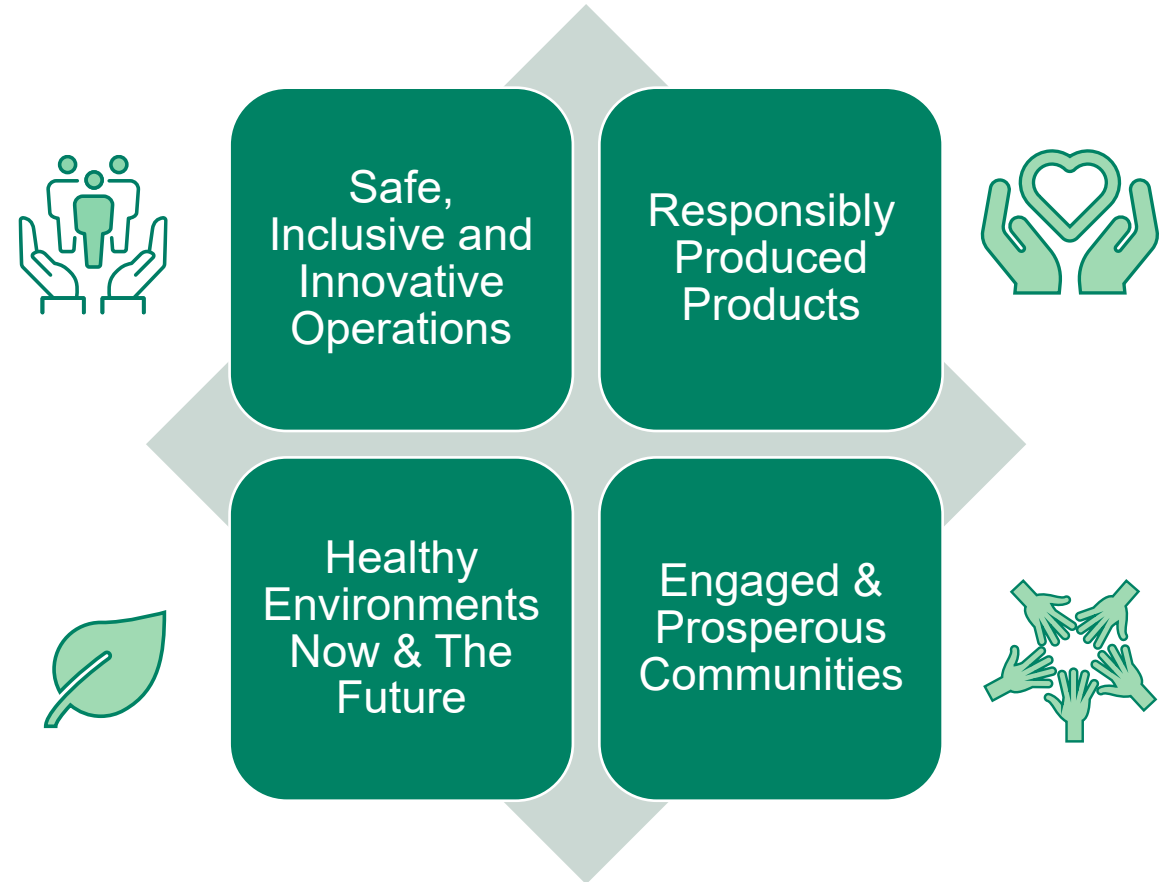 Safe,
Inclusive and
Innovative
Operations
Responsibly
Produced
Products
Healthy
Environments
Now & The
Future
Engaged &
Prosperous
Communities